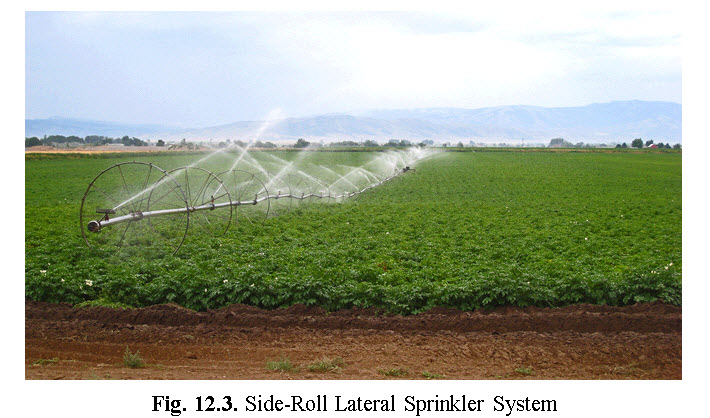 Fig. 12.3. Side-Roll Lateral Sprinkler System